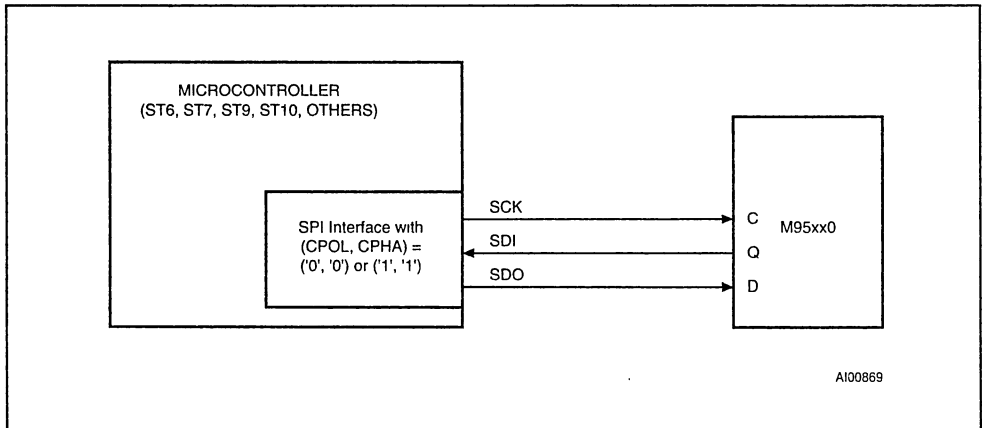 MICROCONTROLLER
(ST6, ST7, ST9, ST10, OTHERS)
SPI Interface with
(CPOL, CPHA) =
('0', '0') or ('1', '1')
SCK
SDI
SDO
C
Q
D
M95xx0
AI00869